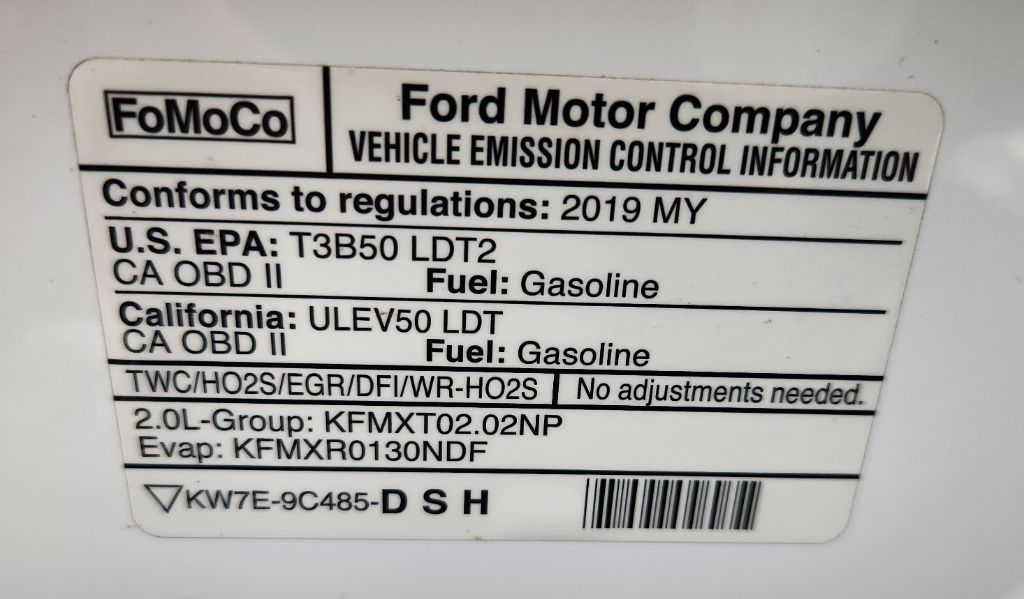 FoMoCo
Ford Motor Company
VEHICLE EMISSION CONTROL INFORMATION
Conforms to regulations: 2019 MY
U.S. EPA: T3B50 LDT2
CA OBD II Fuel: Gasoline
California: ULEV50 LDT
CA OBD II Fuel: Gasoline
TWC/HO2S/EGR/DFI/WR-HO2S No adjustments needed.
2.0L-Group: KFMXT02.02NP
Evap: KFMXR0130NDF
KW7E-9C485-D S H